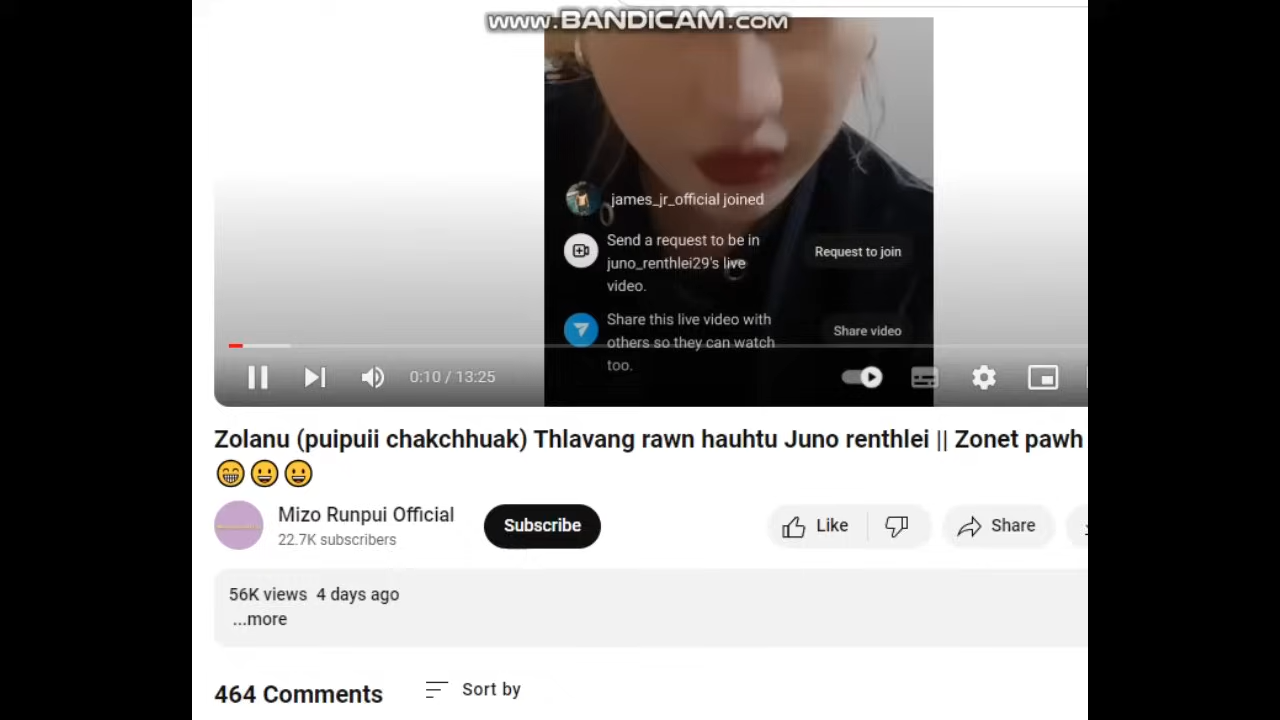 www.BANDICAM.com
james_jr_official joined
Send a request to be in
juno_renthlei29's live
video.
Request to join
Share this live video with
others so they can watch
too.
Share video
0:10 / 13:25
Zolanu (puipuii chakchhuak) Thlavang rawn hauhtu Juno renthlei || Zonet pawh
😁😀😀
Mizo Runpui Official
22.7K subscribers
Subscribe
Like
Share
56K views 4 days ago
...more
464 Comments
Sort by